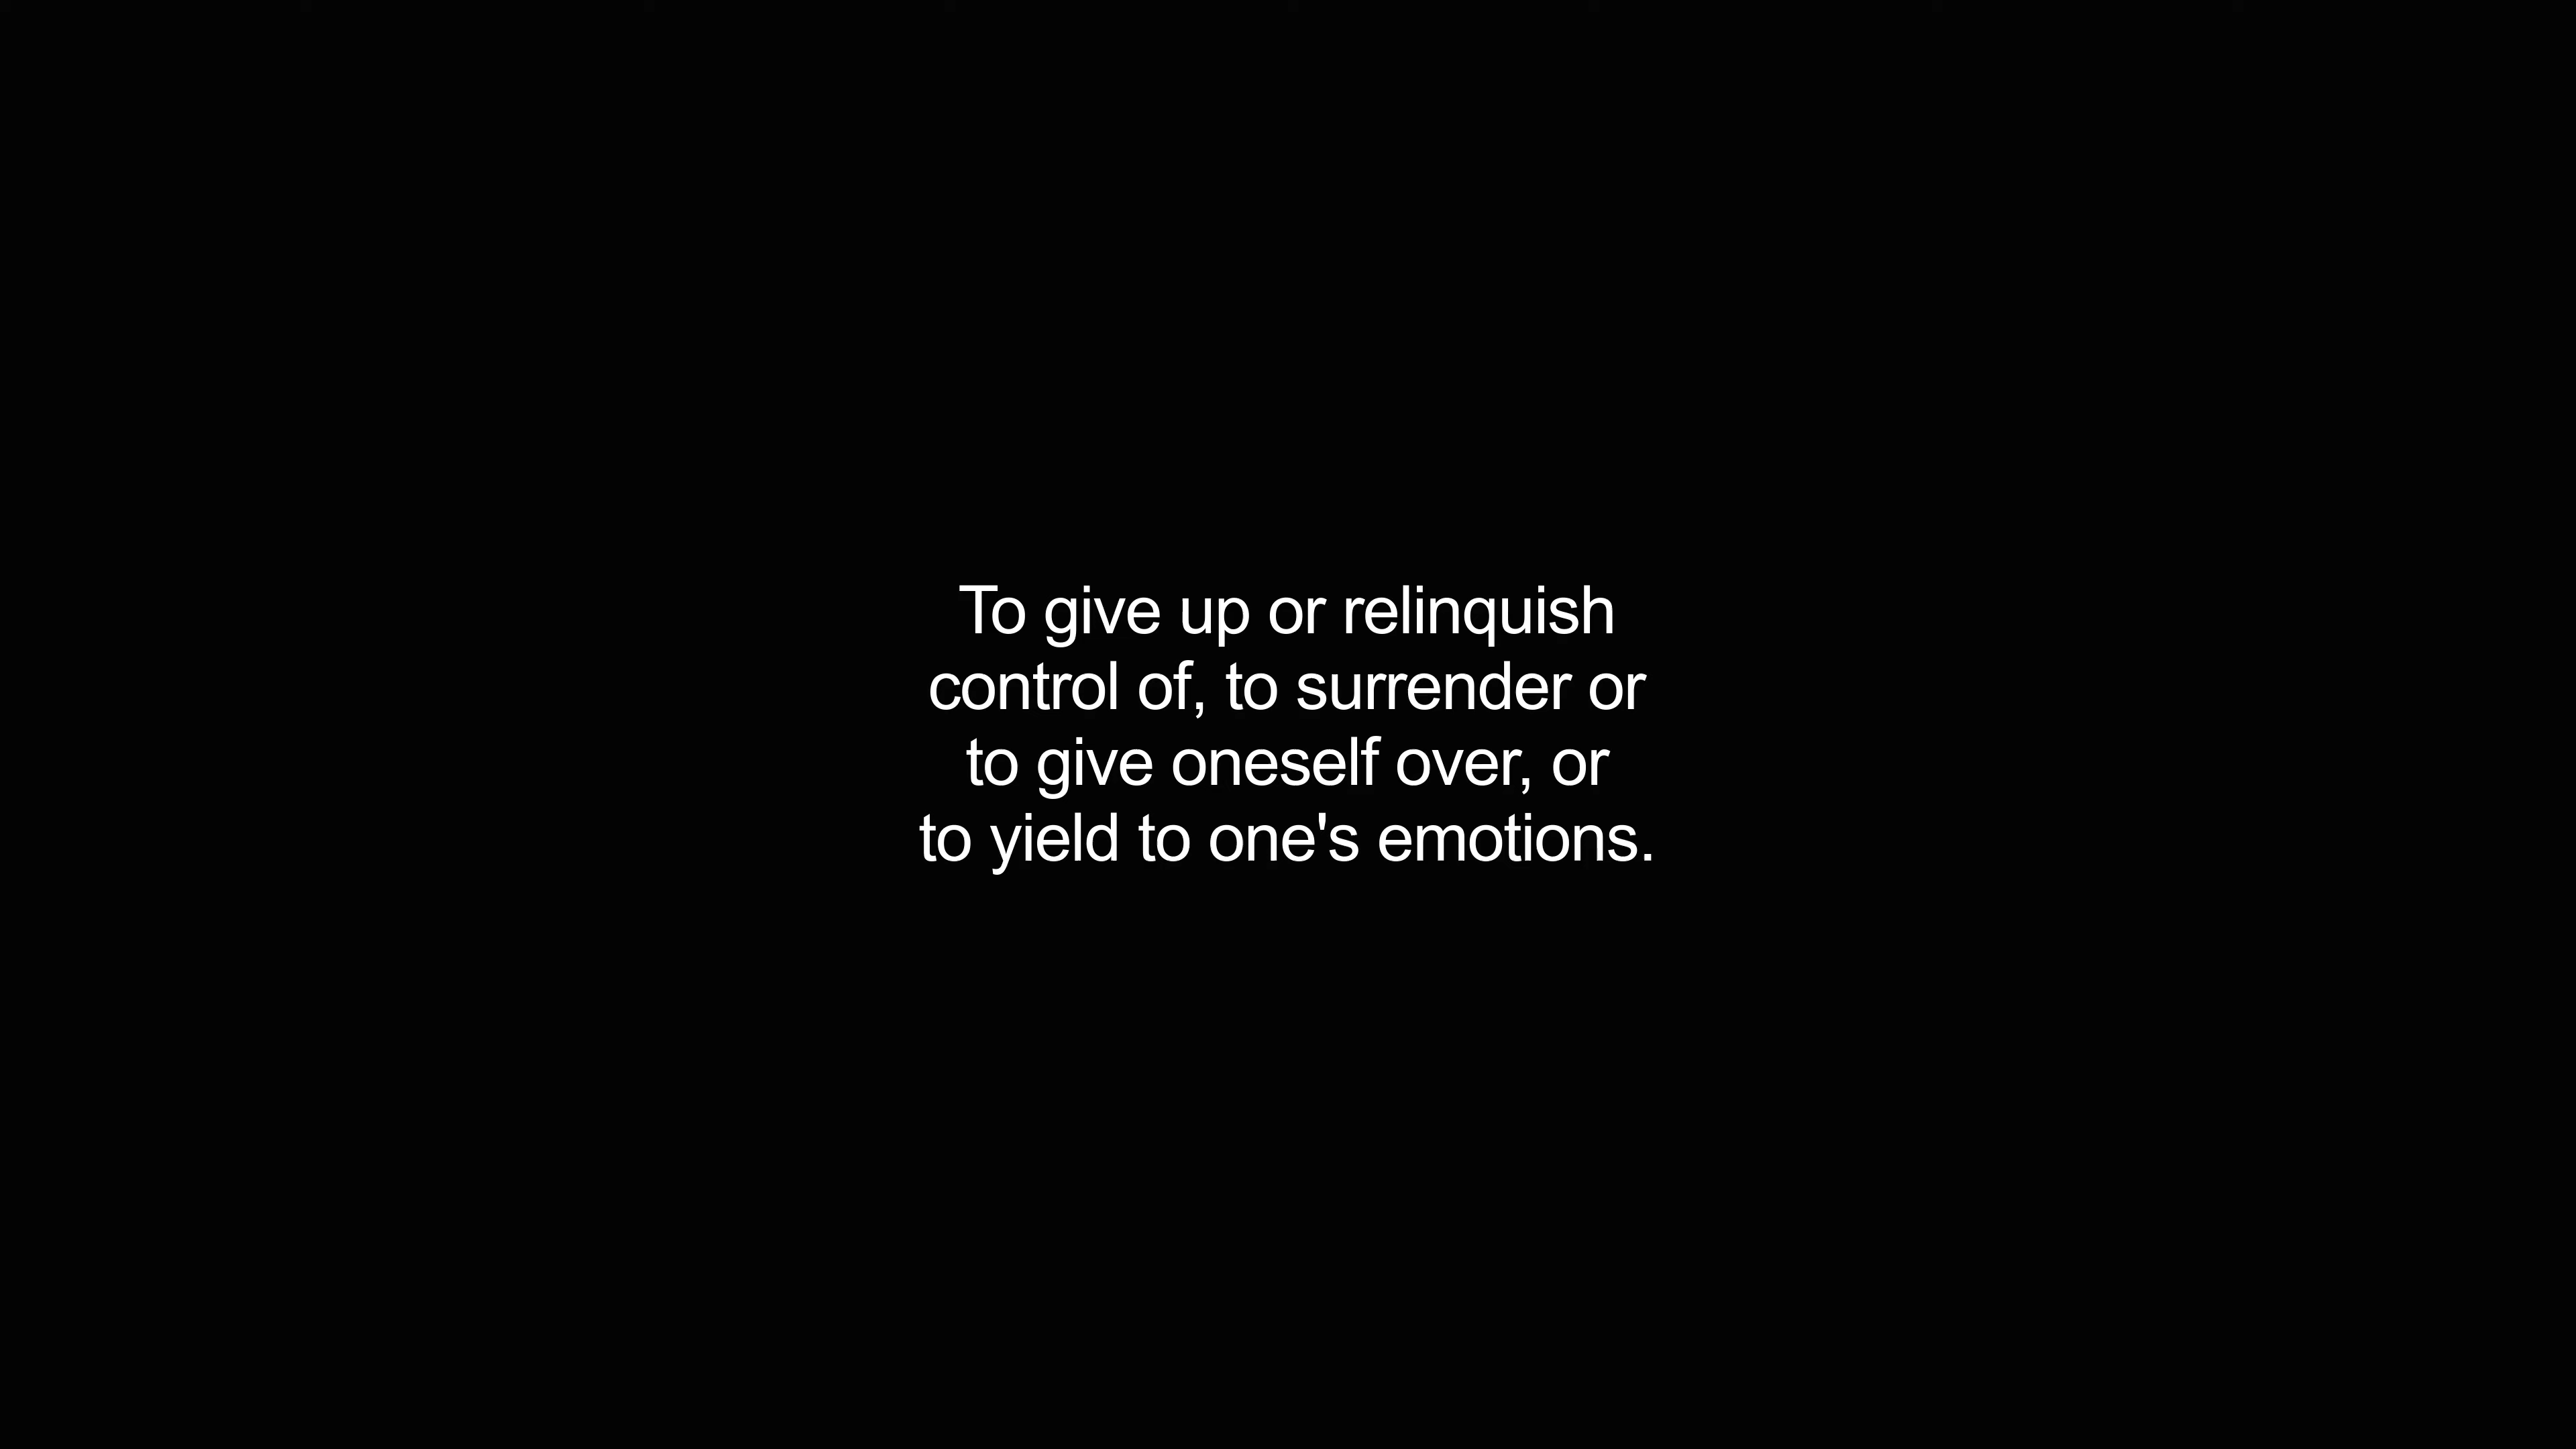 To give up or relinquish
control of, to surrender or
to give oneself over, or
to yield to one's emotions.